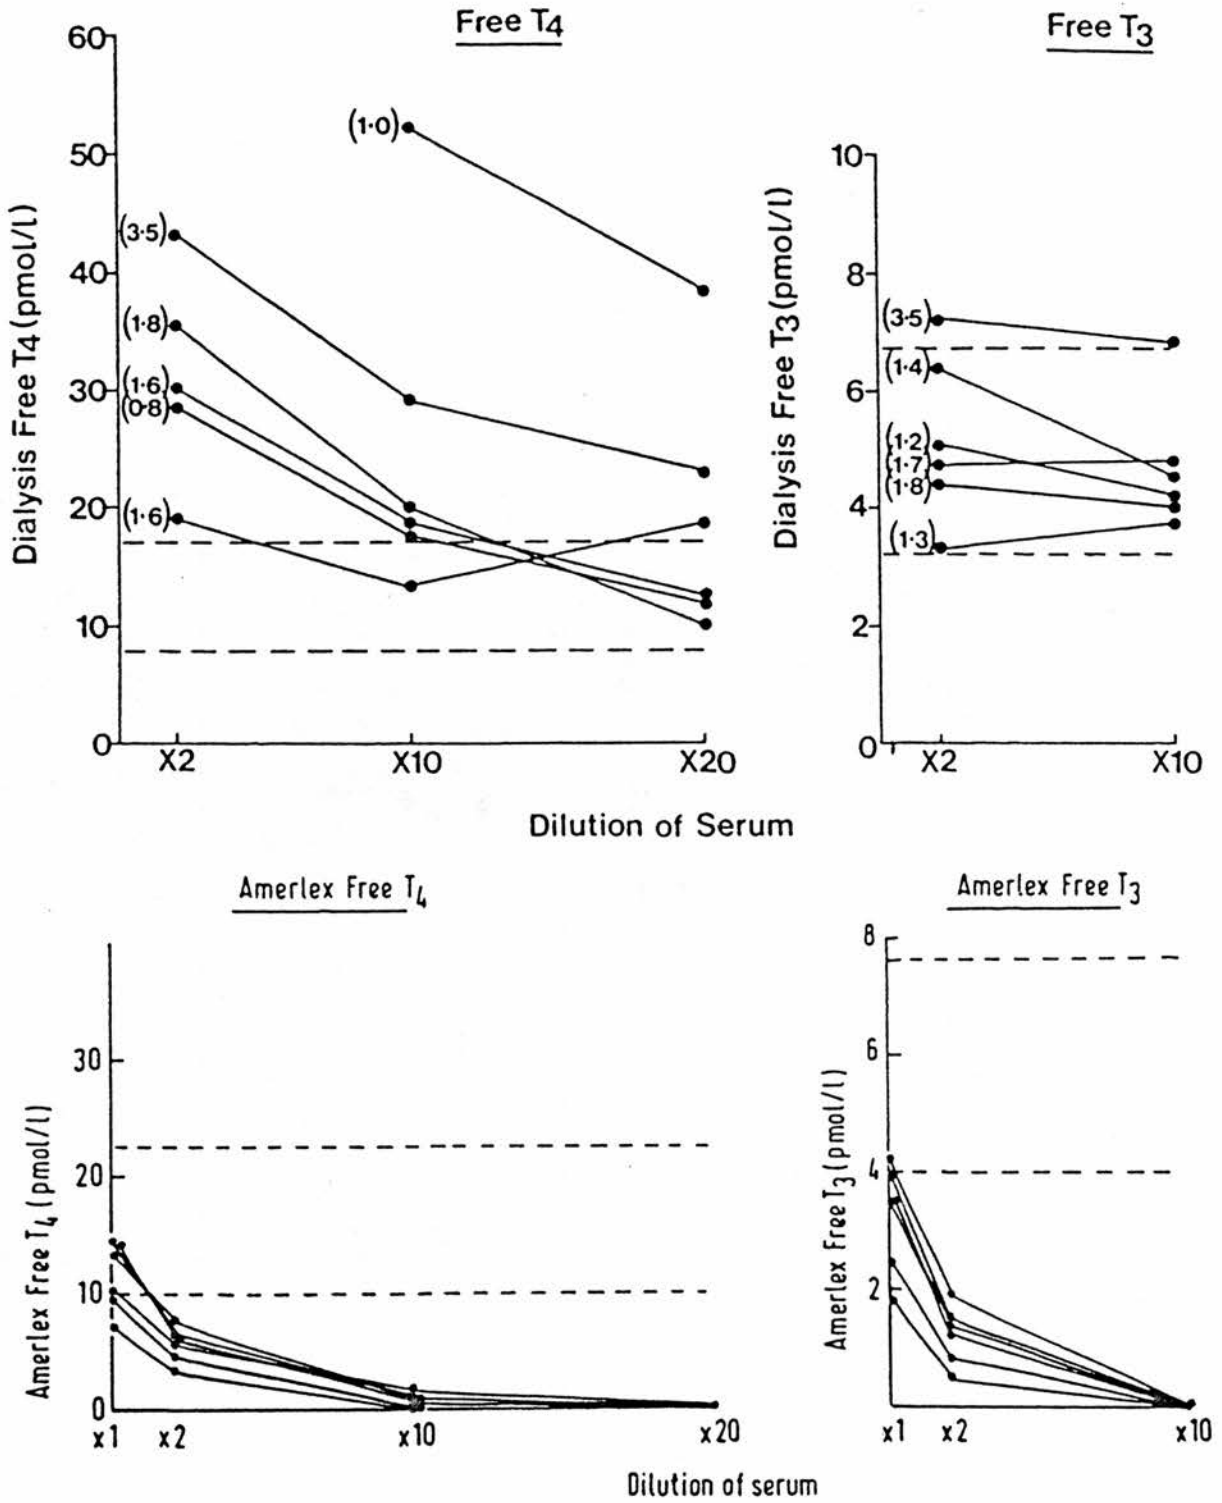 Free T4
60
50
40
30
20
10
0
Dialysis Free T4 (pmol/l)
(1·0)
(3·5)
(1·8)
(1·6)
(0·8)
(1·6)
X2 X10 X20
Free T3
10
8
6
4
2
0
Dialysis Free T3 (pmol/l)
(3·5)
(1·4)
(1·2)
(1·7)
(1·8)
(1·3)
X2 X10
Dilution of Serum
Amerlex Free T4
30
20
10
0
Amerlex Free T4 (pmol/l)
x1 x2 x10 x20
Amerlex Free T3
8
6
4
2
Amerlex Free T3 (pmol/l)
x1 x2 x10
Dilution of serum